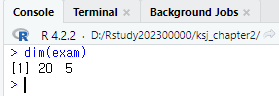 Console Terminal × Background Jobs ×
R 4.2.2 · D:/Rstudy202300000/ksj_chapter2/
> dim(exam)
[1] 20 5
>